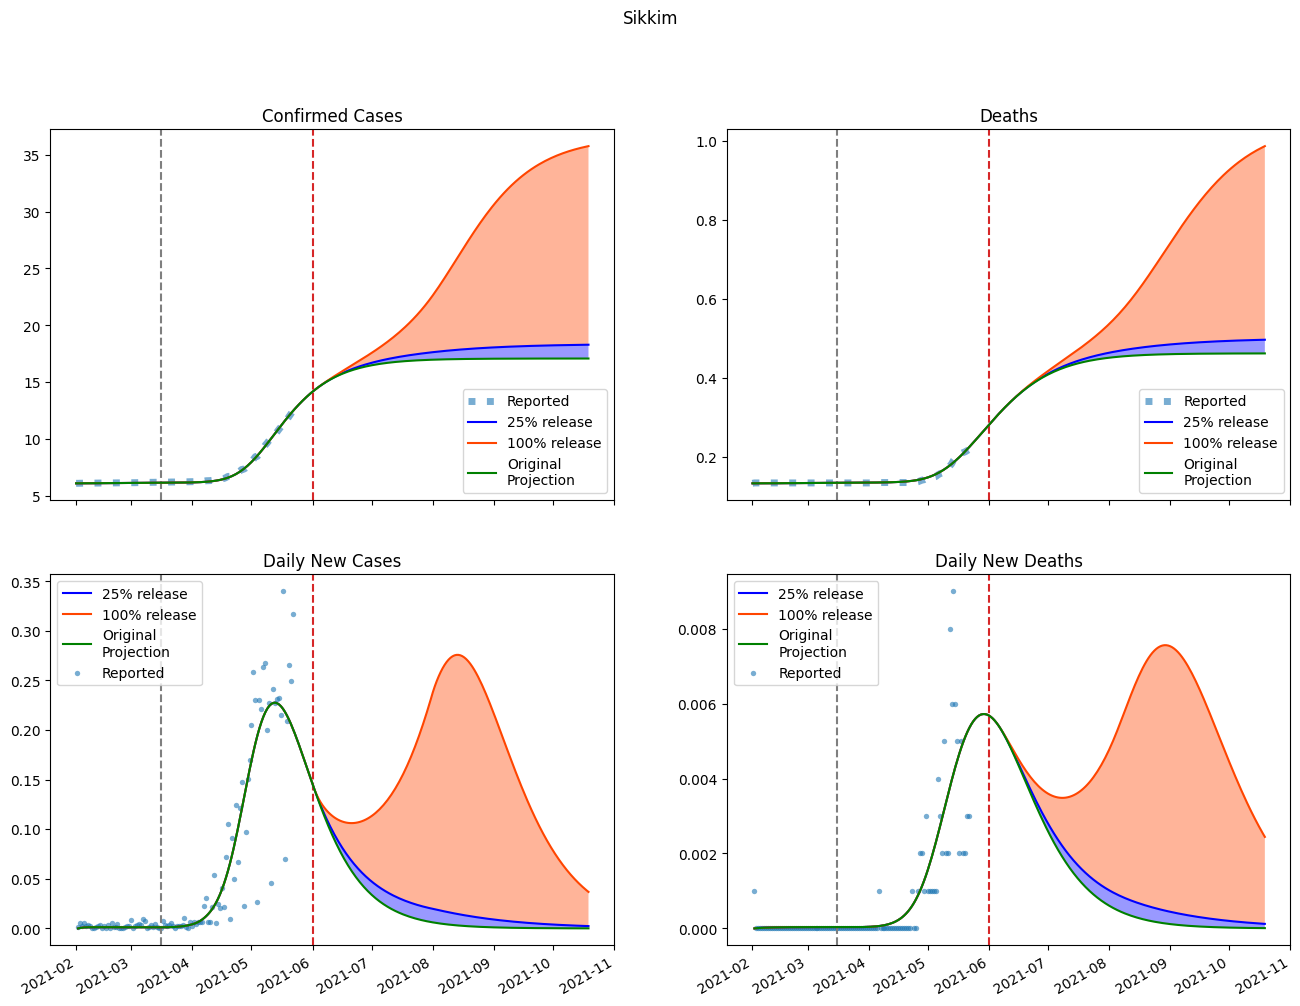 Sikkim
Confirmed Cases
35
30
25
20
15
10
5
Reported
25% release
100% release
Original
Projection
Deaths
1.0
0.8
0.6
0.4
0.2
Reported
25% release
100% release
Original
Projection
Daily New Cases
0.35
0.30
0.25
0.20
0.15
0.10
0.05
0.00
25% release
100% release
Original
Projection
Reported
2021-02
2021-03
2021-04
2021-05
2021-06
2021-07
2021-08
2021-09
2021-10
2021-11
Daily New Deaths
0.008
0.006
0.004
0.002
0.000
25% release
100% release
Original
Projection
Reported
2021-02
2021-03
2021-04
2021-05
2021-06
2021-07
2021-08
2021-09
2021-10
2021-11